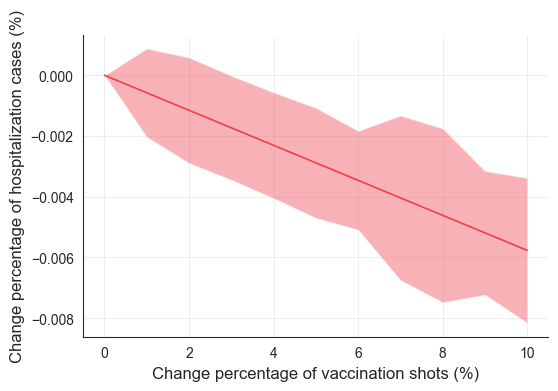 Change percentage of hospitalization cases (%)
0.000
−0.002
−0.004
−0.006
−0.008
0 2 4 6 8 10
Change percentage of vaccination shots (%)